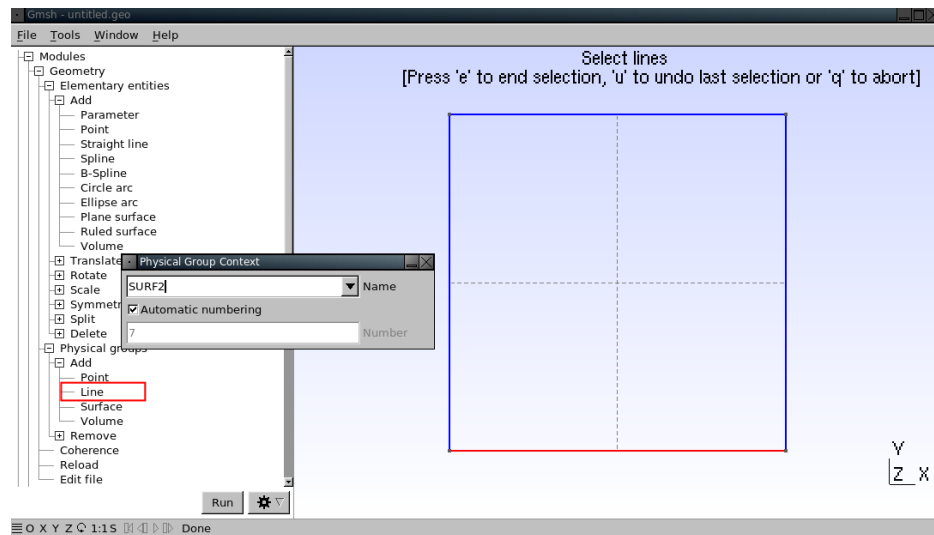 Gmsh - untitled.geo
File Tools Window Help
Modules
Geometry
Elementary entities
Add
Parameter
Point
Straight line
Spline
B-Spline
Circle arc
Ellipse arc
Plane surface
Ruled surface
Volume
Translate
Rotate
Scale
Symmetr
Split
Delete
Physical groups
Add
Point
Line
Surface
Volume
Remove
Coherence
Reload
Edit file
Run
Physical Group Context
SURF2 Name
Automatic numbering
7 Number
Select lines
[Press 'e' to end selection, 'u' to undo last selection or 'q' to abort]
Y
Z X
O X Y Z 1:1 S Done